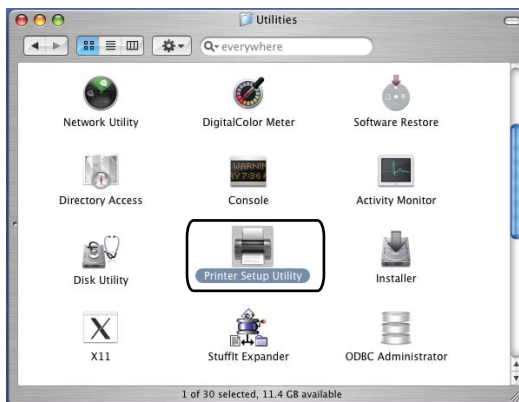 Utilities
everywhere
Network Utility
DigitalColor Meter
Software Restore
WARNIN
Directory Access
Console
Activity Monitor
Disk Utility
Printer Setup Utility
Installer
X11
StuffIt Expander
ODBC Administrator
1 of 30 selected, 11.4 GB available